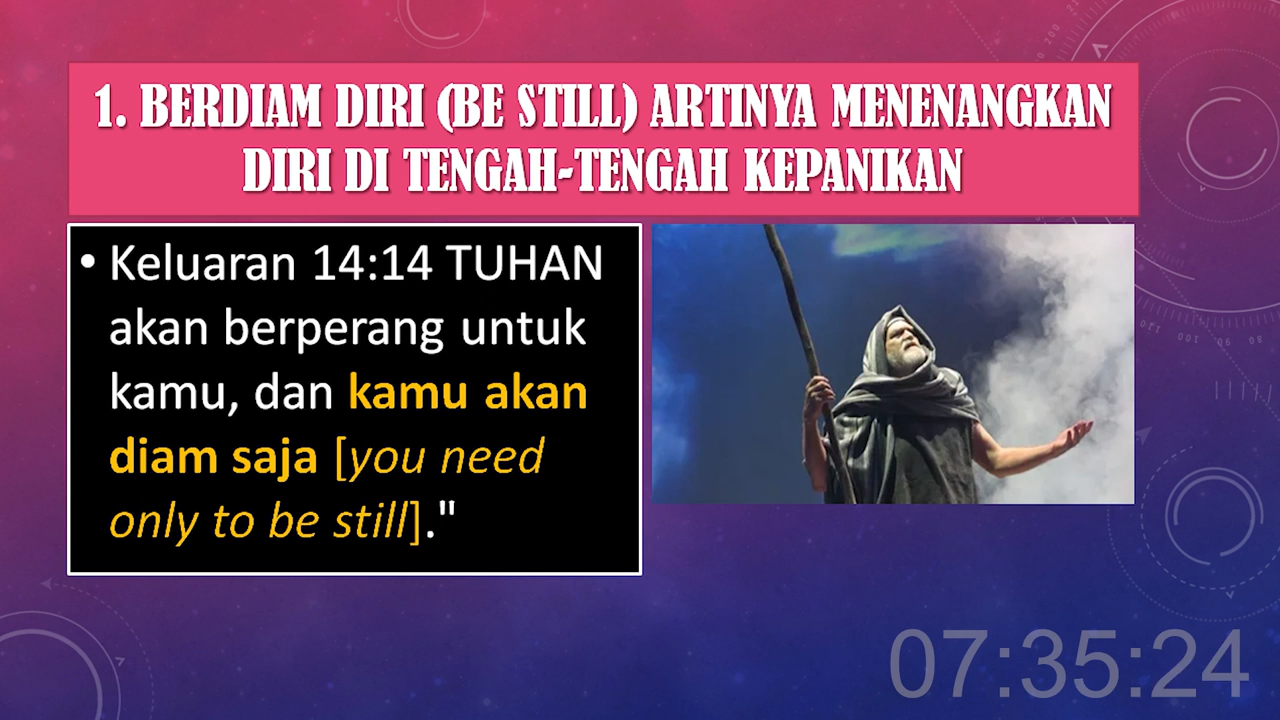 1. BERDIAM DIRI (BE STILL) ARTINYA MENENANGKAN
DIRI DI TENGAH-TENGAH KEPANIKAN
• Keluaran 14:14 TUHAN
akan berperang untuk
kamu, dan kamu akan
diam saja [you need
only to be still]."
07:35:24